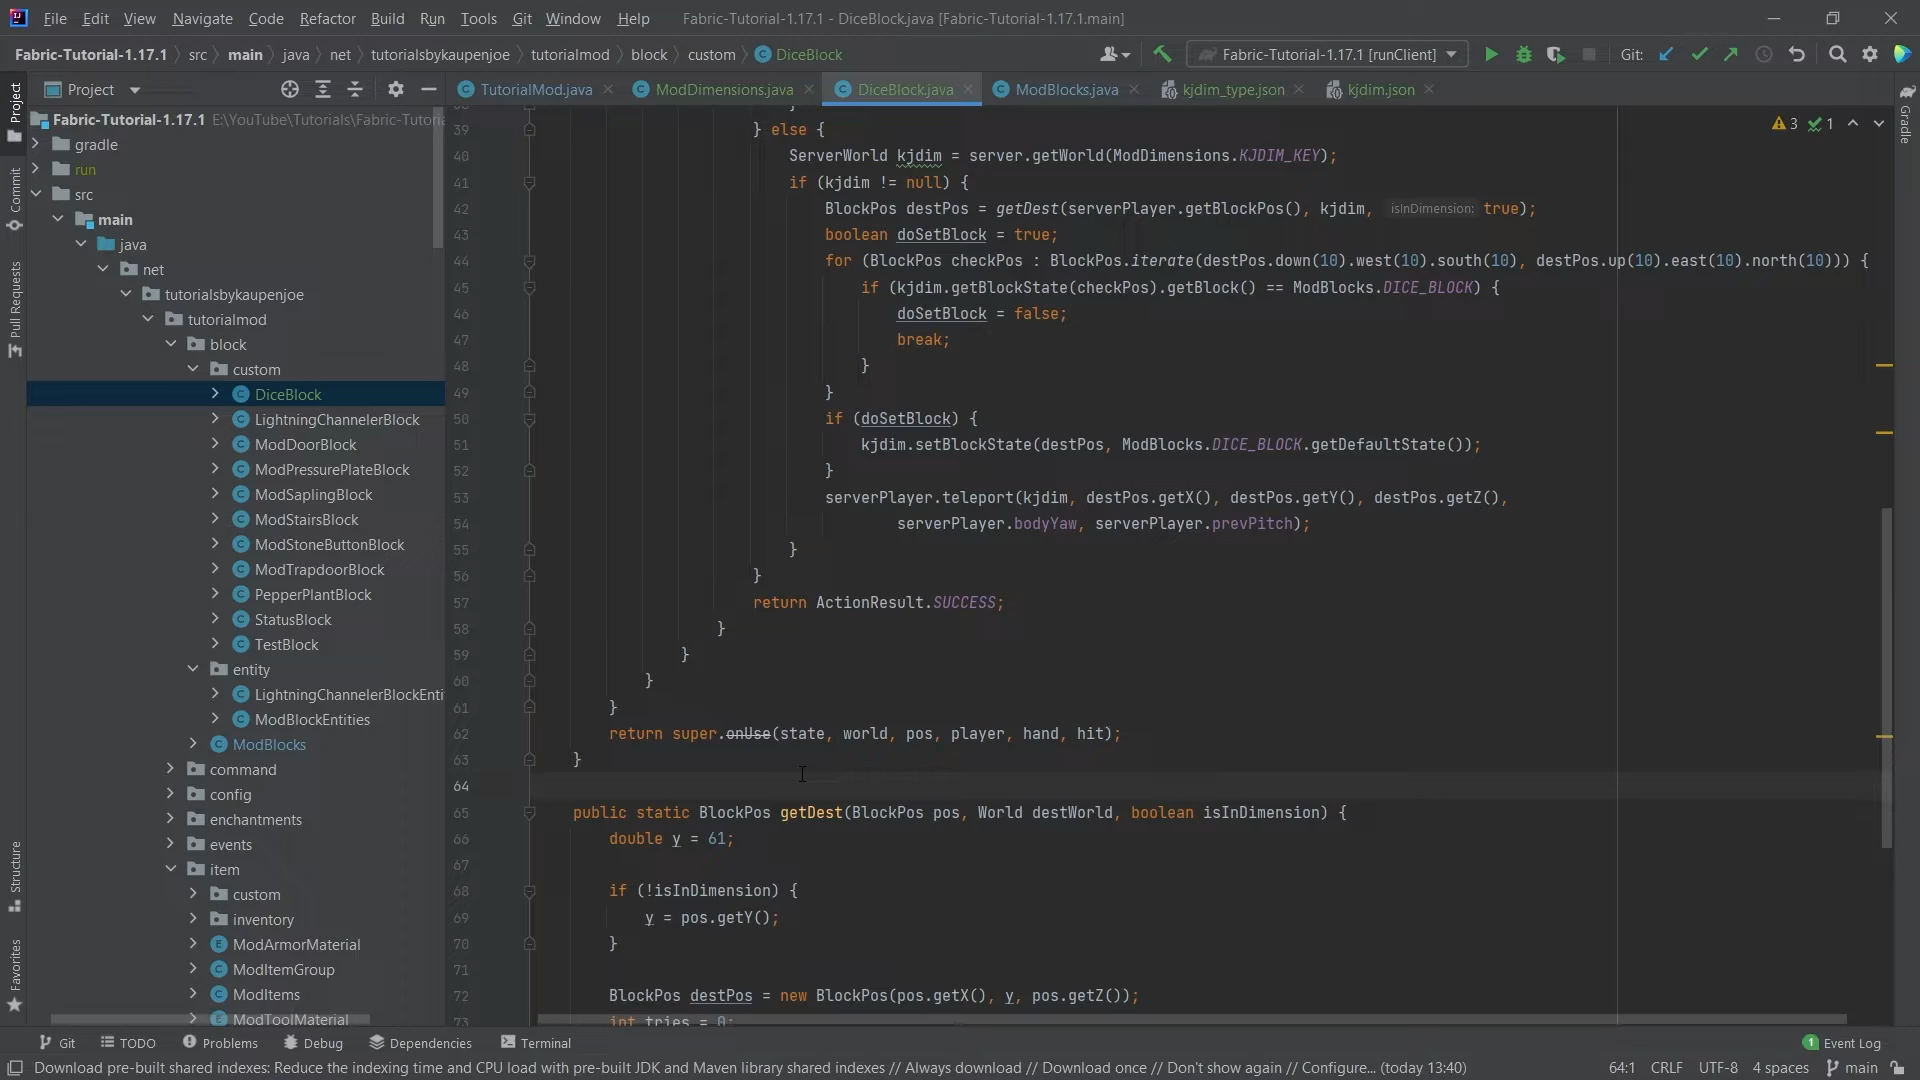 File Edit View Navigate Code Refactor Build Run Tools Git Window Help Fabric-Tutorial-1.17.1 - DiceBlock.java [Fabric-Tutorial-1.17.1.main]
Fabric-Tutorial-1.17.1 src main java net tutorialsbykaupenjoe tutorialmod block custom DiceBlock Fabric-Tutorial-1.17.1 [runClient] Git:
Project TutorialMod.java ModDimensions.java DiceBlock.java ModBlocks.java kjdim_type.json kjdim.json
Project
Commit
Pull Requests
Structure
Favorites
Gradle
Fabric-Tutorial-1.17.1 E:\YouTube\Tutorials\Fabric-Tutori
gradle
run
src
main
java
net
tutorialsbykaupenjoe
tutorialmod
block
custom
DiceBlock
LightningChannelerBlock
ModDoorBlock
ModPressurePlateBlock
ModSaplingBlock
ModStairsBlock
ModStoneButtonBlock
ModTrapdoorBlock
PepperPlantBlock
StatusBlock
TestBlock
entity
LightningChannelerBlockEnti
ModBlockEntities
ModBlocks
command
config
enchantments
events
item
custom
inventory
ModArmorMaterial
ModItemGroup
ModItems
ModToolMaterial
3 1
39 } else {
40 ServerWorld kjdim = server.getWorld(ModDimensions.KJDIM_KEY);
41 if (kjdim != null) {
42 BlockPos destPos = getDest(serverPlayer.getBlockPos(), kjdim, isInDimension: true);
43 boolean doSetBlock = true;
44 for (BlockPos checkPos : BlockPos.iterate(destPos.down(10).west(10).south(10), destPos.up(10).east(10).north(10))) {
45 if (kjdim.getBlockState(checkPos).getBlock() == ModBlocks.DICE_BLOCK) {
46 doSetBlock = false;
47 break;
48 }
49 }
50 if (doSetBlock) {
51 kjdim.setBlockState(destPos, ModBlocks.DICE_BLOCK.getDefaultState());
52 }
53 serverPlayer.teleport(kjdim, destPos.getX(), destPos.getY(), destPos.getZ(),
54 serverPlayer.bodyYaw, serverPlayer.prevPitch);
55 }
56 }
57 return ActionResult.SUCCESS;
58 }
59 }
60 }
61 }
62 return super.onUse(state, world, pos, player, hand, hit);
63 }
64
65 public static BlockPos getDest(BlockPos pos, World destWorld, boolean isInDimension) {
66 double y = 61;
67
68 if (!isInDimension) {
69 y = pos.getY();
70 }
71
72 BlockPos destPos = new BlockPos(pos.getX(), y, pos.getZ());
73 int tries = 0;
Git TODO Problems Debug Dependencies Terminal 1 Event Log
Download pre-built shared indexes: Reduce the indexing time and CPU load with pre-built JDK and Maven library shared indexes // Always download // Download once // Don't show again // Configure... (today 13:40) 64:1 CRLF UTF-8 4 spaces main